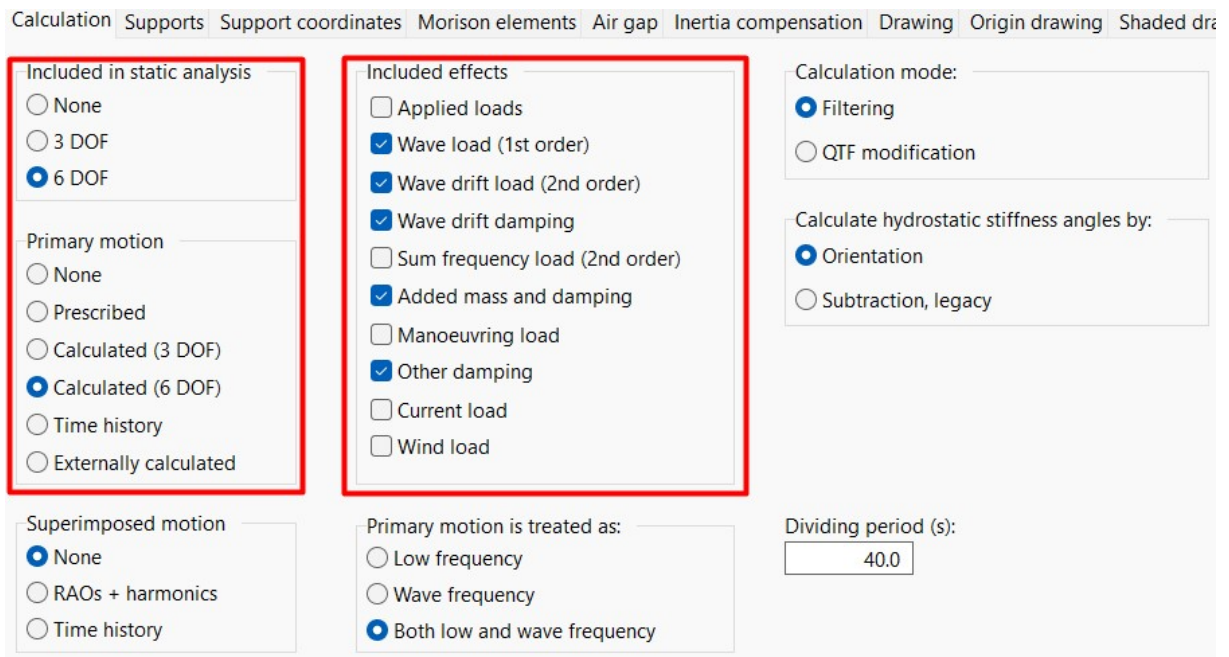 Calculation Supports Support coordinates Morison elements Air gap Inertia compensation Drawing Origin drawing Shaded dra
Included in static analysis
None
3 DOF
6 DOF
Primary motion
None
Prescribed
Calculated (3 DOF)
Calculated (6 DOF)
Time history
Externally calculated
Superimposed motion
None
RAOs + harmonics
Time history
Included effects
Applied loads
Wave load (1st order)
Wave drift load (2nd order)
Wave drift damping
Sum frequency load (2nd order)
Added mass and damping
Manoeuvring load
Other damping
Current load
Wind load
Primary motion is treated as:
Low frequency
Wave frequency
Both low and wave frequency
Calculation mode:
Filtering
QTF modification
Calculate hydrostatic stiffness angles by:
Orientation
Subtraction, legacy
Dividing period (s):
40.0